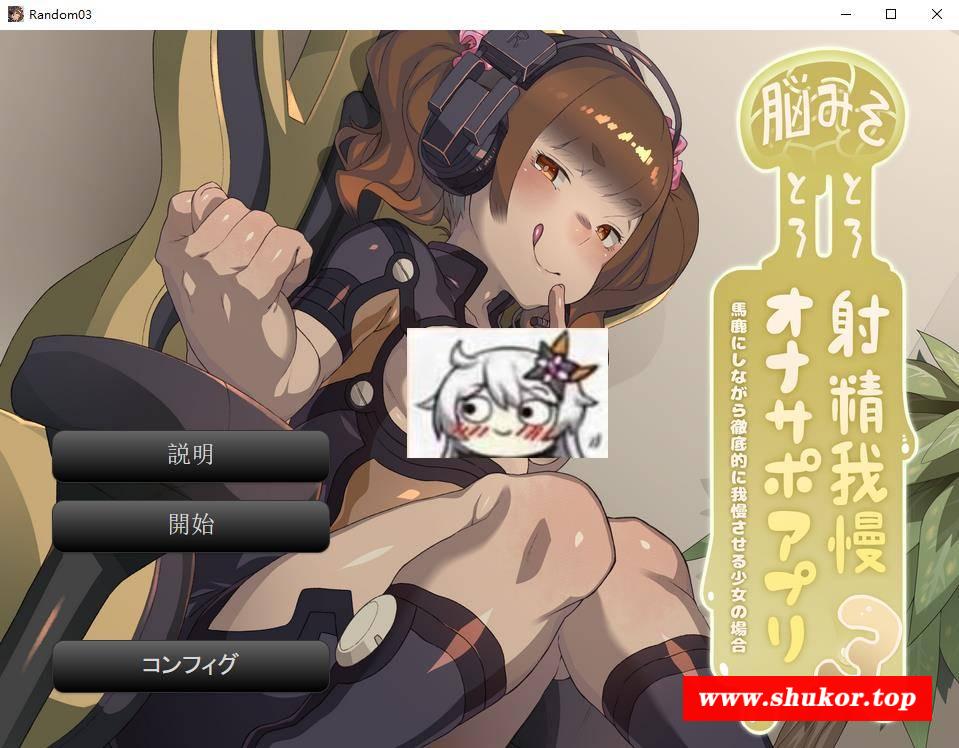 Random03
脳みそ
とろとろ
射精我慢
オナサポアプリ
馬鹿にしながら徹底的に我慢させる少女の場合
説明
開始
コンフィグ
www.shukor.top